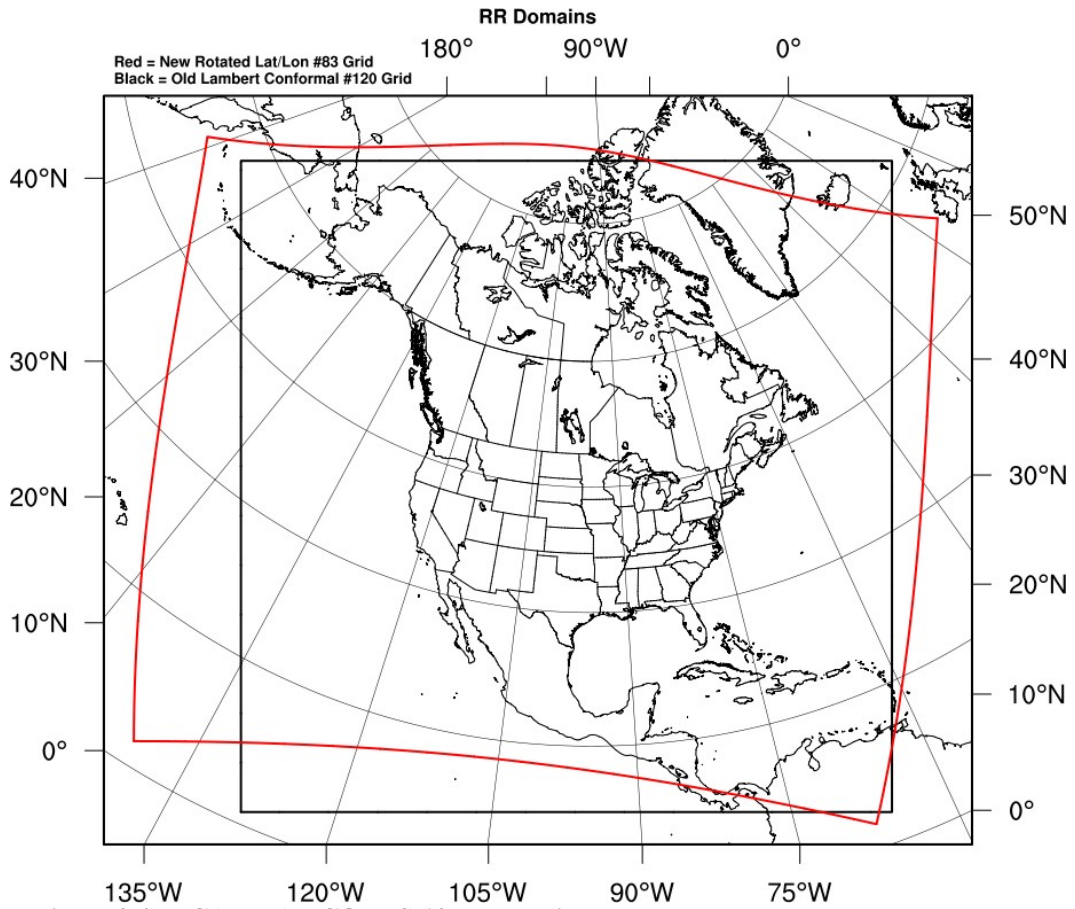 RR Domains
180° 90°W 0°
Red = New Rotated Lat/Lon #83 Grid
Black = Old Lambert Conformal #120 Grid
40°N
50°N
30°N
40°N
20°N
30°N
20°N
10°N
10°N
0°
0°
135°W 120°W 105°W 90°W 75°W